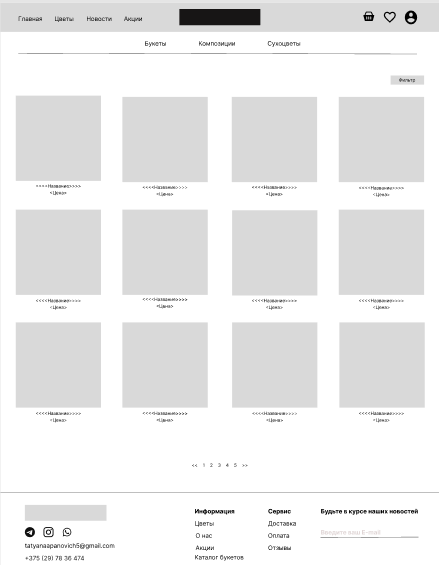 Главная Цветы Новости Акции
Букеты Композиции Сухоцветы
Фильтр
<<<<Название>>>> <<<<Название>>>> <<<<Название>>>> <<<<Название>>>>
<Цена> <Цена> <Цена> <Цена>
<<<<Название>>>> <<<<Название>>>> <<<<Название>>>> <<<<Название>>>>
<Цена> <Цена> <Цена> <Цена>
<<<<Название>>>> <<<<Название>>>> <<<<Название>>>> <<<<Название>>>>
<Цена> <Цена> <Цена> <Цена>
<< 1 2 3 4 5 >>
Информация Сервис Будьте в курсе наших новостей
Цветы Доставка
Введите ваш E-mail
О нас Оплата
tatyanaapanovich5@gmail.com Акции Отзывы
+375 (29) 78 36 474 Каталог букетов